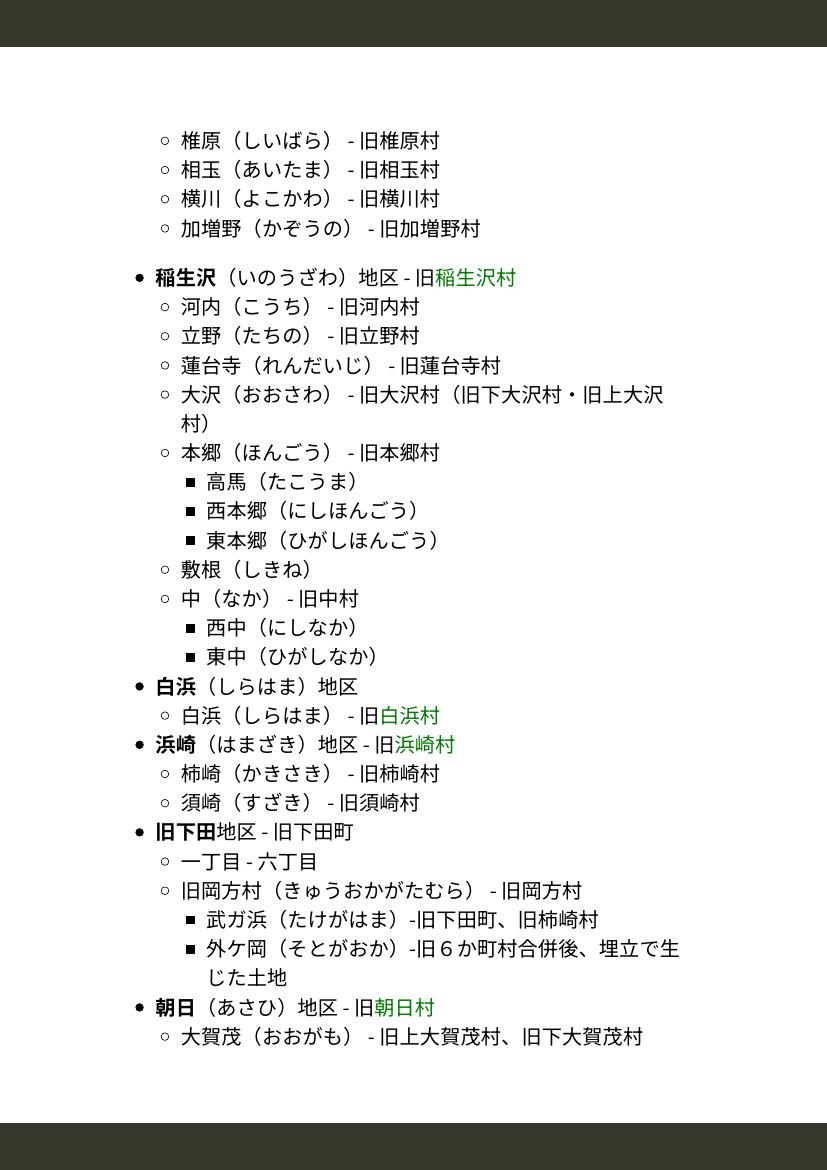 椎原（しいばら） - 旧椎原村
相玉（あいたま） - 旧相玉村
横川（よこかわ） - 旧横川村
加増野（かぞうの） - 旧加増野村
稲生沢（いのうざわ）地区 - 旧稲生沢村
河内（こうち） - 旧河内村
立野（たちの） - 旧立野村
蓮台寺（れんだいじ） - 旧蓮台寺村
大沢（おおさわ） - 旧大沢村（旧下大沢村・旧上大沢
村）
本郷（ほんごう） - 旧本郷村
高馬（たこうま）
西本郷（にしほんごう）
東本郷（ひがしほんごう）
敷根（しきね）
中（なか） - 旧中村
西中（にしなか）
東中（ひがしなか）
白浜（しらはま）地区
白浜（しらはま） - 旧白浜村
浜崎（はまざき）地区 - 旧浜崎村
柿崎（かきさき） - 旧柿崎村
須崎（すざき） - 旧須崎村
旧下田地区 - 旧下田町
一丁目 - 六丁目
旧岡方村（きゅうおかがたむら） - 旧岡方村
武ガ浜（たけがはま）-旧下田町、旧柿崎村
外ケ岡（そとがおか）-旧６か町村合併後、埋立で生
じた土地
朝日（あさひ）地区 - 旧朝日村
大賀茂（おおがも） - 旧上大賀茂村、旧下大賀茂村